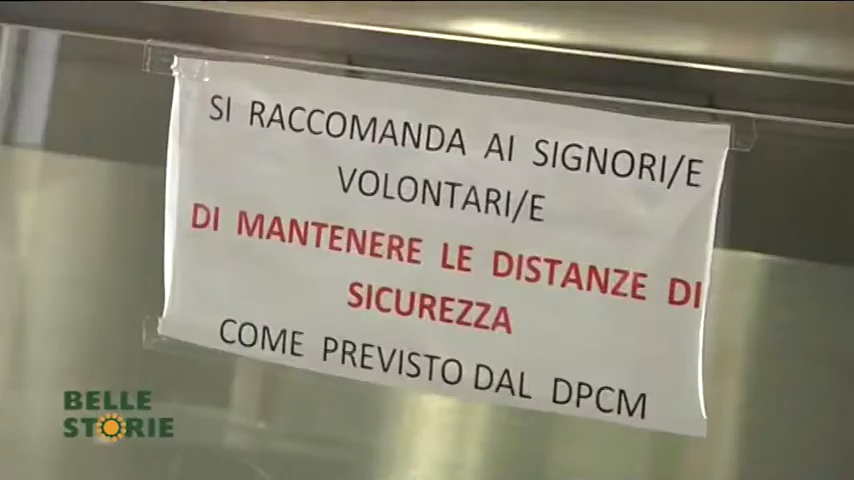 SI RACCOMANDA AI SIGNORI/E
VOLONTARI/E
DI MANTENERE LE DISTANZE DI
SICUREZZA
COME PREVISTO DAL DPCM
BELLE
STORIE